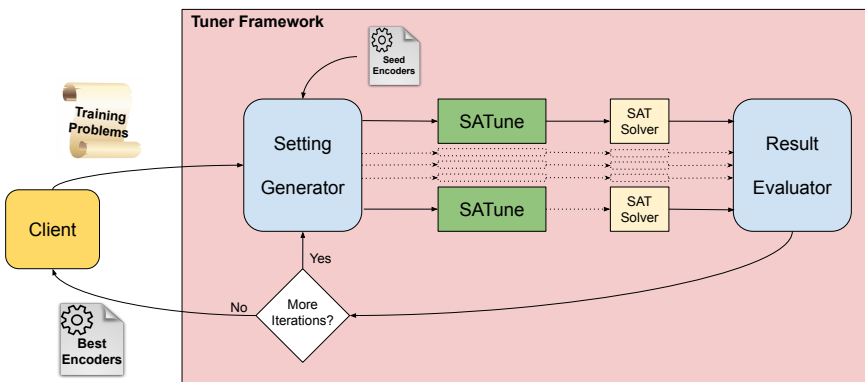 Tuner Framework
Seed
Encoders
Training
Problems
Setting
Generator
SATune
SAT
Solver
Result
Evaluator
SATune
SAT
Solver
Client
Yes
No
More
Iterations?
Best
Encoders